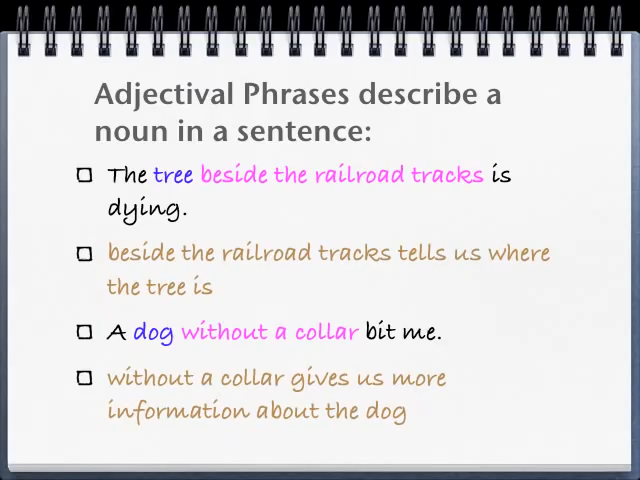 Adjectival Phrases describe a
noun in a sentence:
The tree beside the railroad tracks is
dying.
beside the railroad tracks tells us where
the tree is
A dog without a collar bit me.
without a collar gives us more
information about the dog